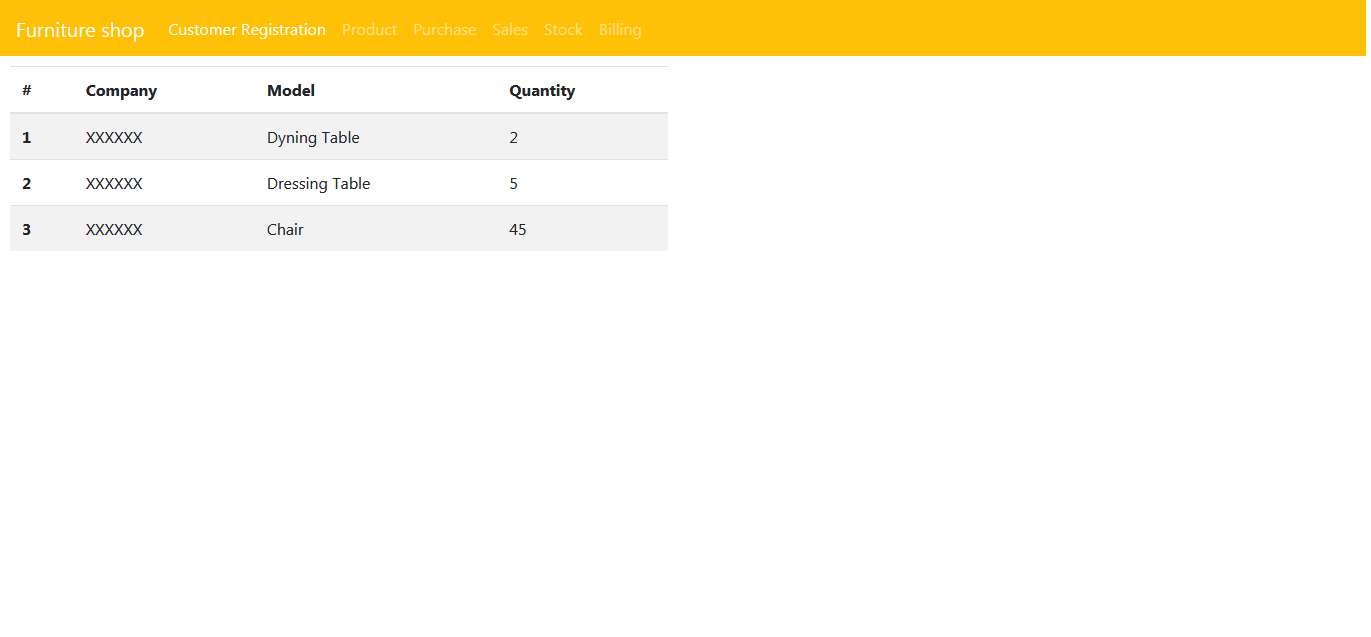 Furniture shop Customer Registration Product Purchase Sales Stock Billing
# Company Model Quantity
1 XXXXXX Dyning Table 2
2 XXXXXX Dressing Table 5
3 XXXXXX Chair 45